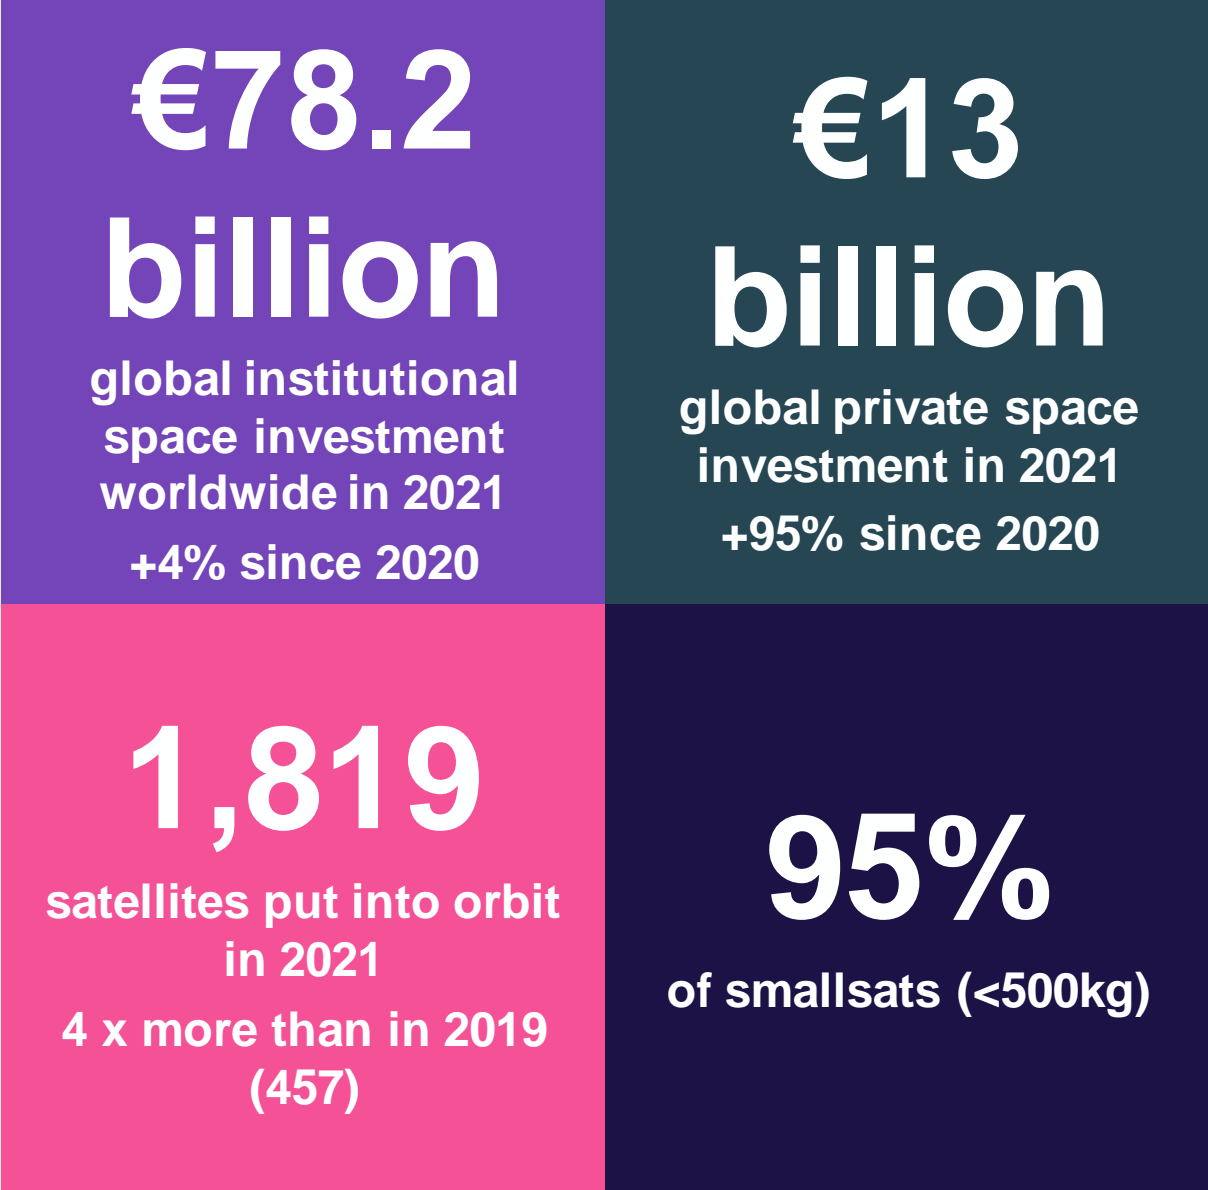 €78.2
billion
global institutional
space investment
worldwide in 2021
+4% since 2020
€13
billion
global private space
investment in 2021
+95% since 2020
1,819
satellites put into orbit
in 2021
4 x more than in 2019
(457)
95%
of smallsats (<500kg)